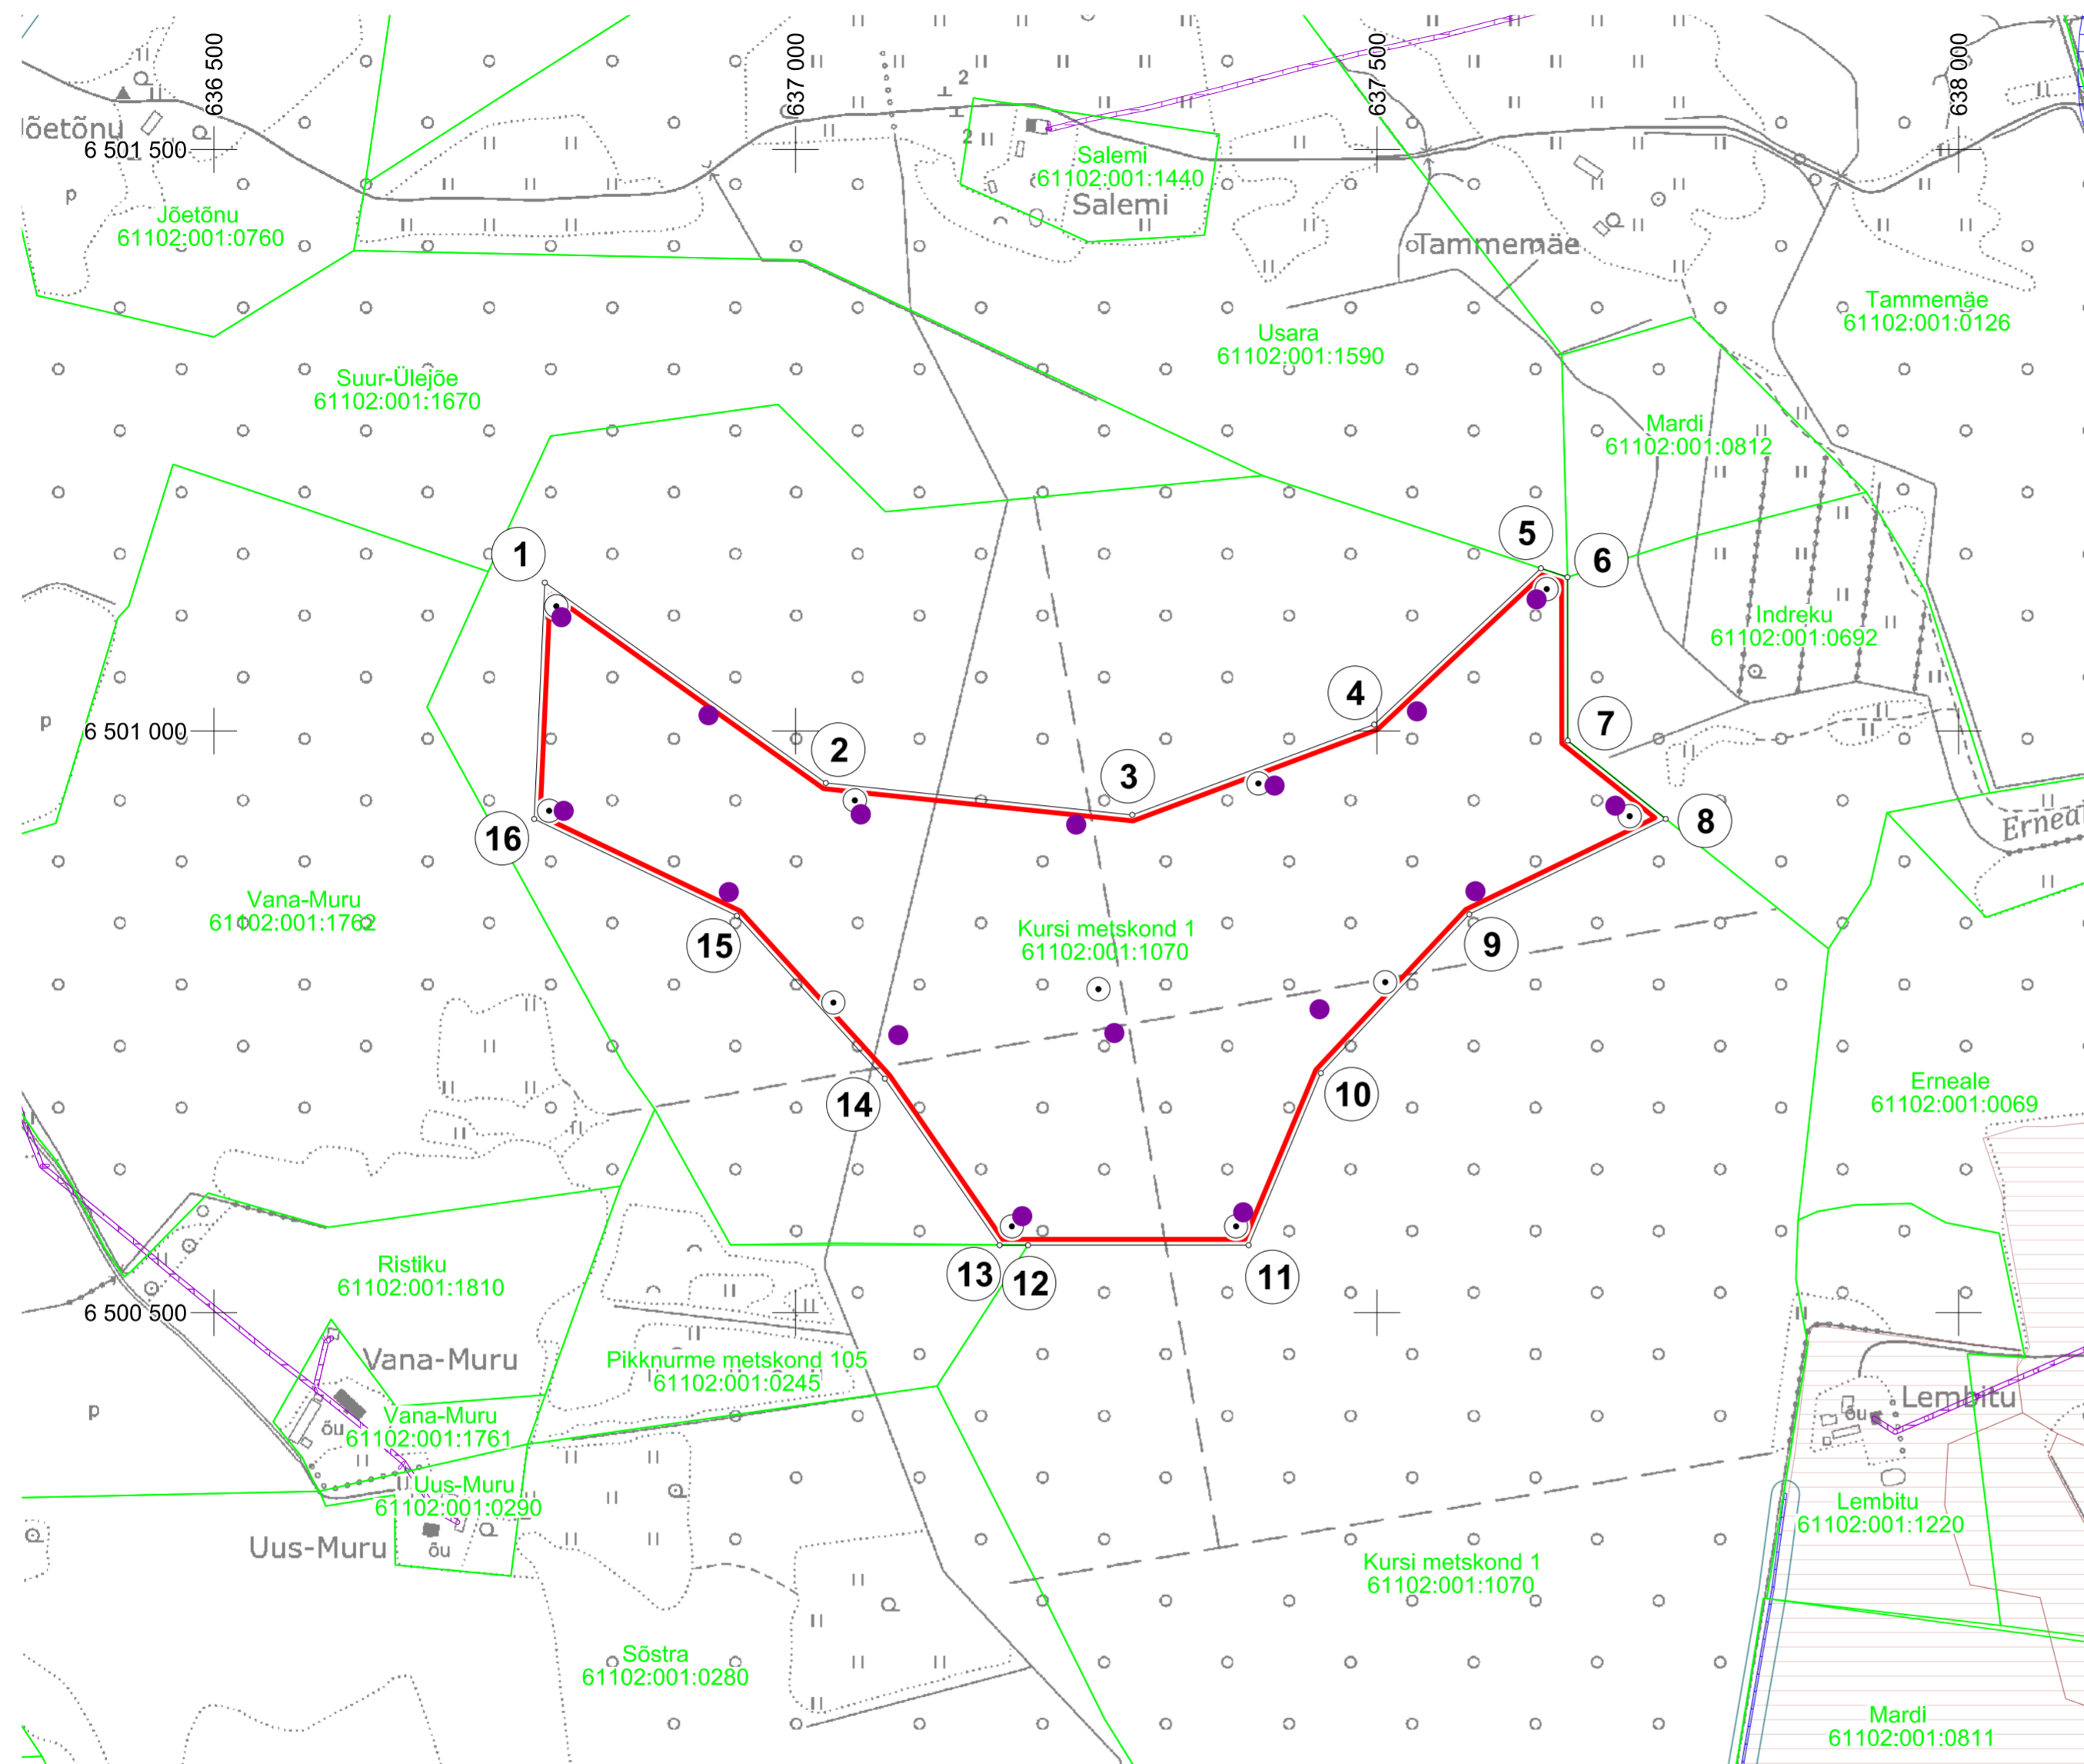 636 500
637 000
637 500
638 000
2
2
õetõnu
6 501 500
Salemi
61102:001:1440
Salemi
p
Jõetõnu
61102:001:0760
Tammemäe
Tammemäe
61102:001:0126
Usara
61102:001:1590
Suur-Ülejõe
61102:001:1670
Mardi
61102:001:0812
1
5
6
Indreku
61102:001:0692
4
p
6 501 000
7
2
3
8
16
Erneal
Vana-Muru
61102:001:1762
Kursi metskond 1
61102:001:1070
15
9
14
10
Erneale
61102:001:0069
Ristiku
61102:001:1810
13
12
11
6 500 500
Vana-Muru
Pikknurme metskond 105
61102:001:0245
p
Lembitu
õu
Vana-Muru
61102:001:1761
õu
Uus-Muru
61102:001:0290
Lembitu
61102:001:1220
Uus-Muru
õu
Kursi metskond 1
61102:001:1070
Sõstra
61102:001:0280
Mardi
61102:001:0811